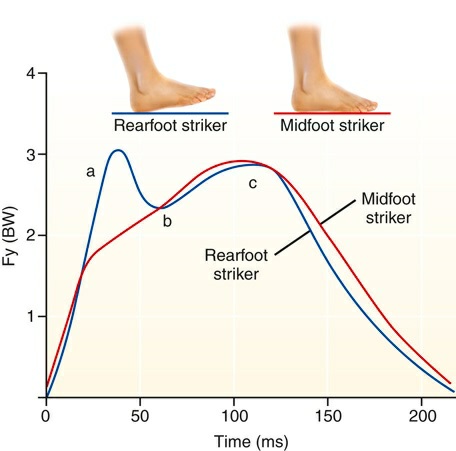 Rearfoot striker
Midfoot striker
4
3
2
1
Fy (BW)
a
b
c
Midfoot
striker
Rearfoot
striker
0
50
100
150
200
Time (ms)